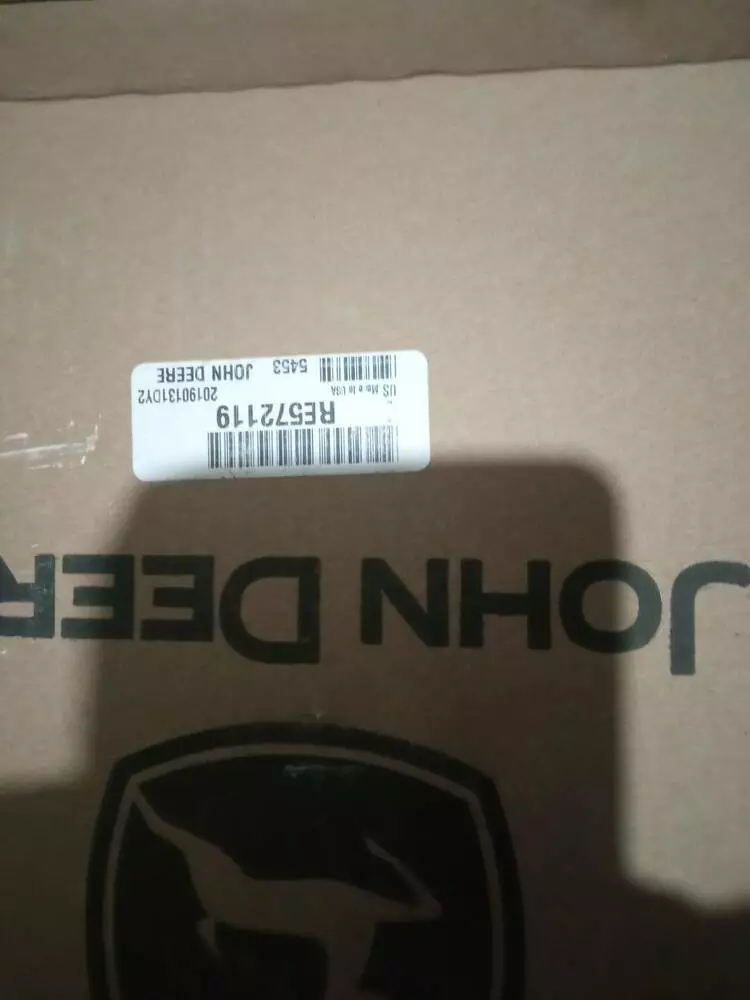 JOHN DEER
RE572119
US Made In USA 20190131DY2
5453 JOHN DEERE